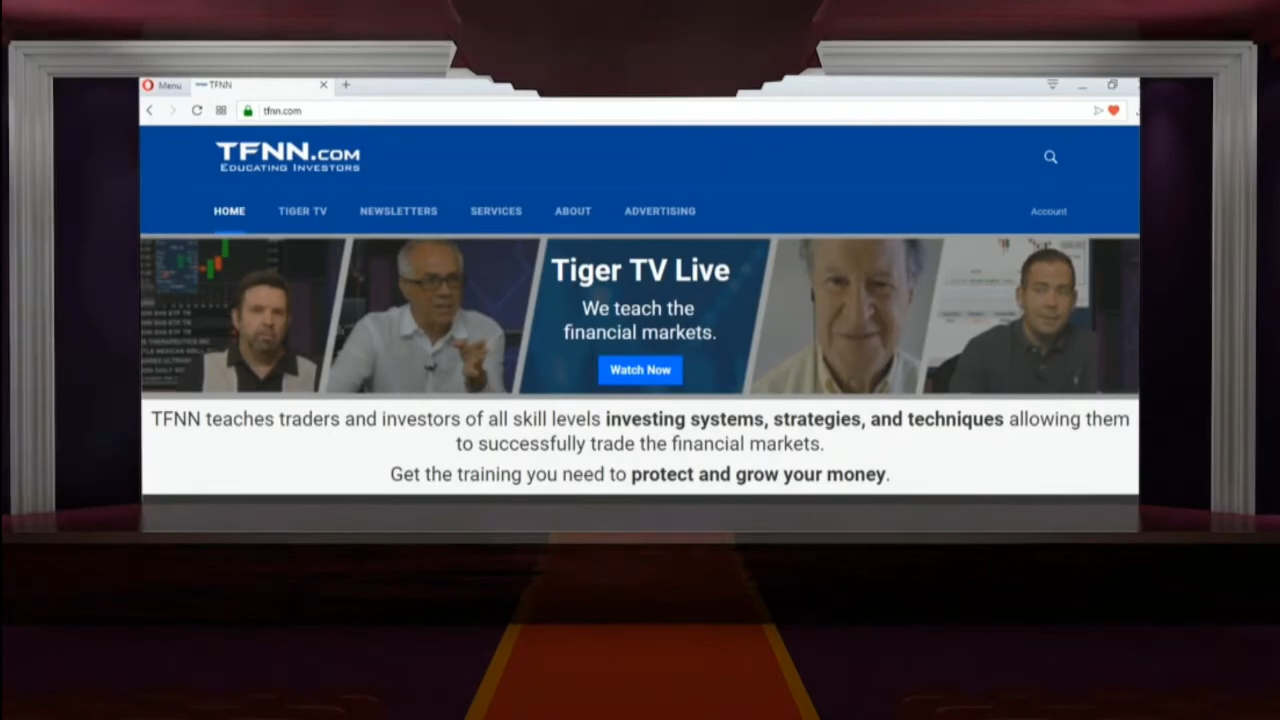 Menu
TFNN
tfnn.com
TFNN.COM
EDUCATING INVESTORS
HOME TIGER TV NEWSLETTERS SERVICES ABOUT ADVERTISING Account
Tiger TV Live
We teach the
financial markets.
Watch Now
TFNN teaches traders and investors of all skill levels investing systems, strategies, and techniques allowing them
to successfully trade the financial markets.
Get the training you need to protect and grow your money.